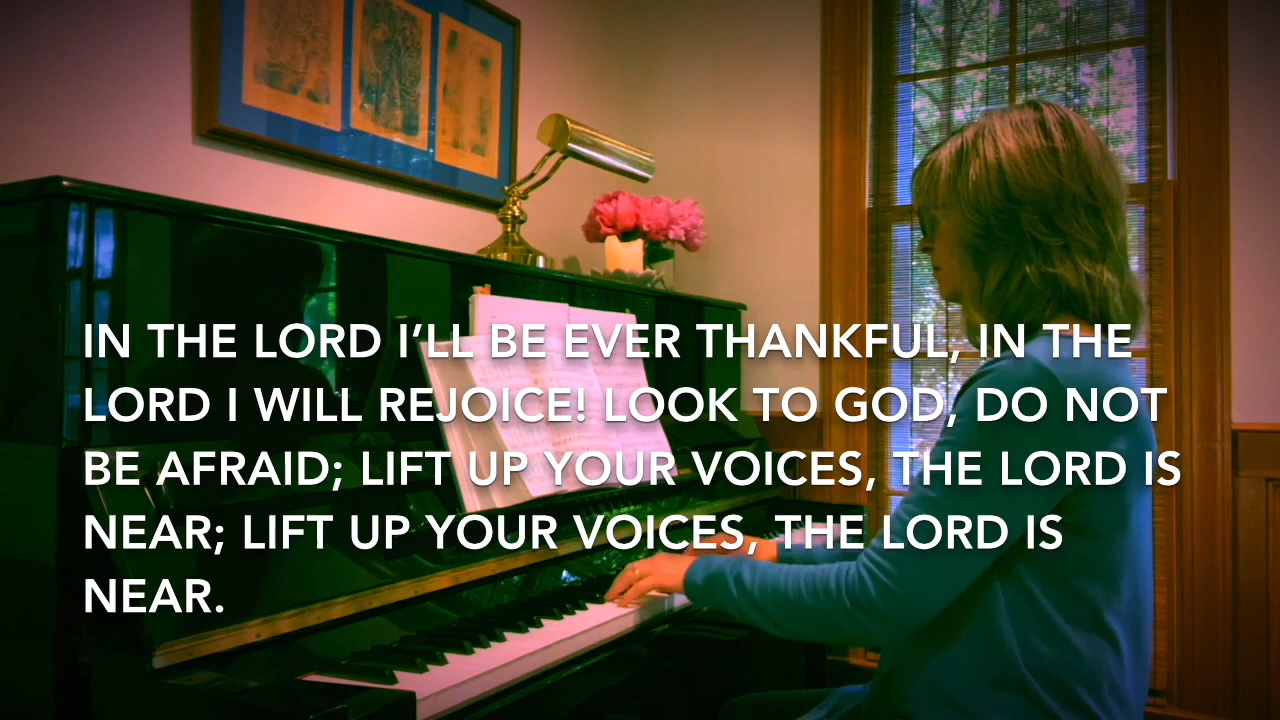 IN THE LORD I’LL BE EVER THANKFUL, IN THE
LORD I WILL REJOICE! LOOK TO GOD, DO NOT
BE AFRAID; LIFT UP YOUR VOICES, THE LORD IS
NEAR; LIFT UP YOUR VOICES, THE LORD IS
NEAR.